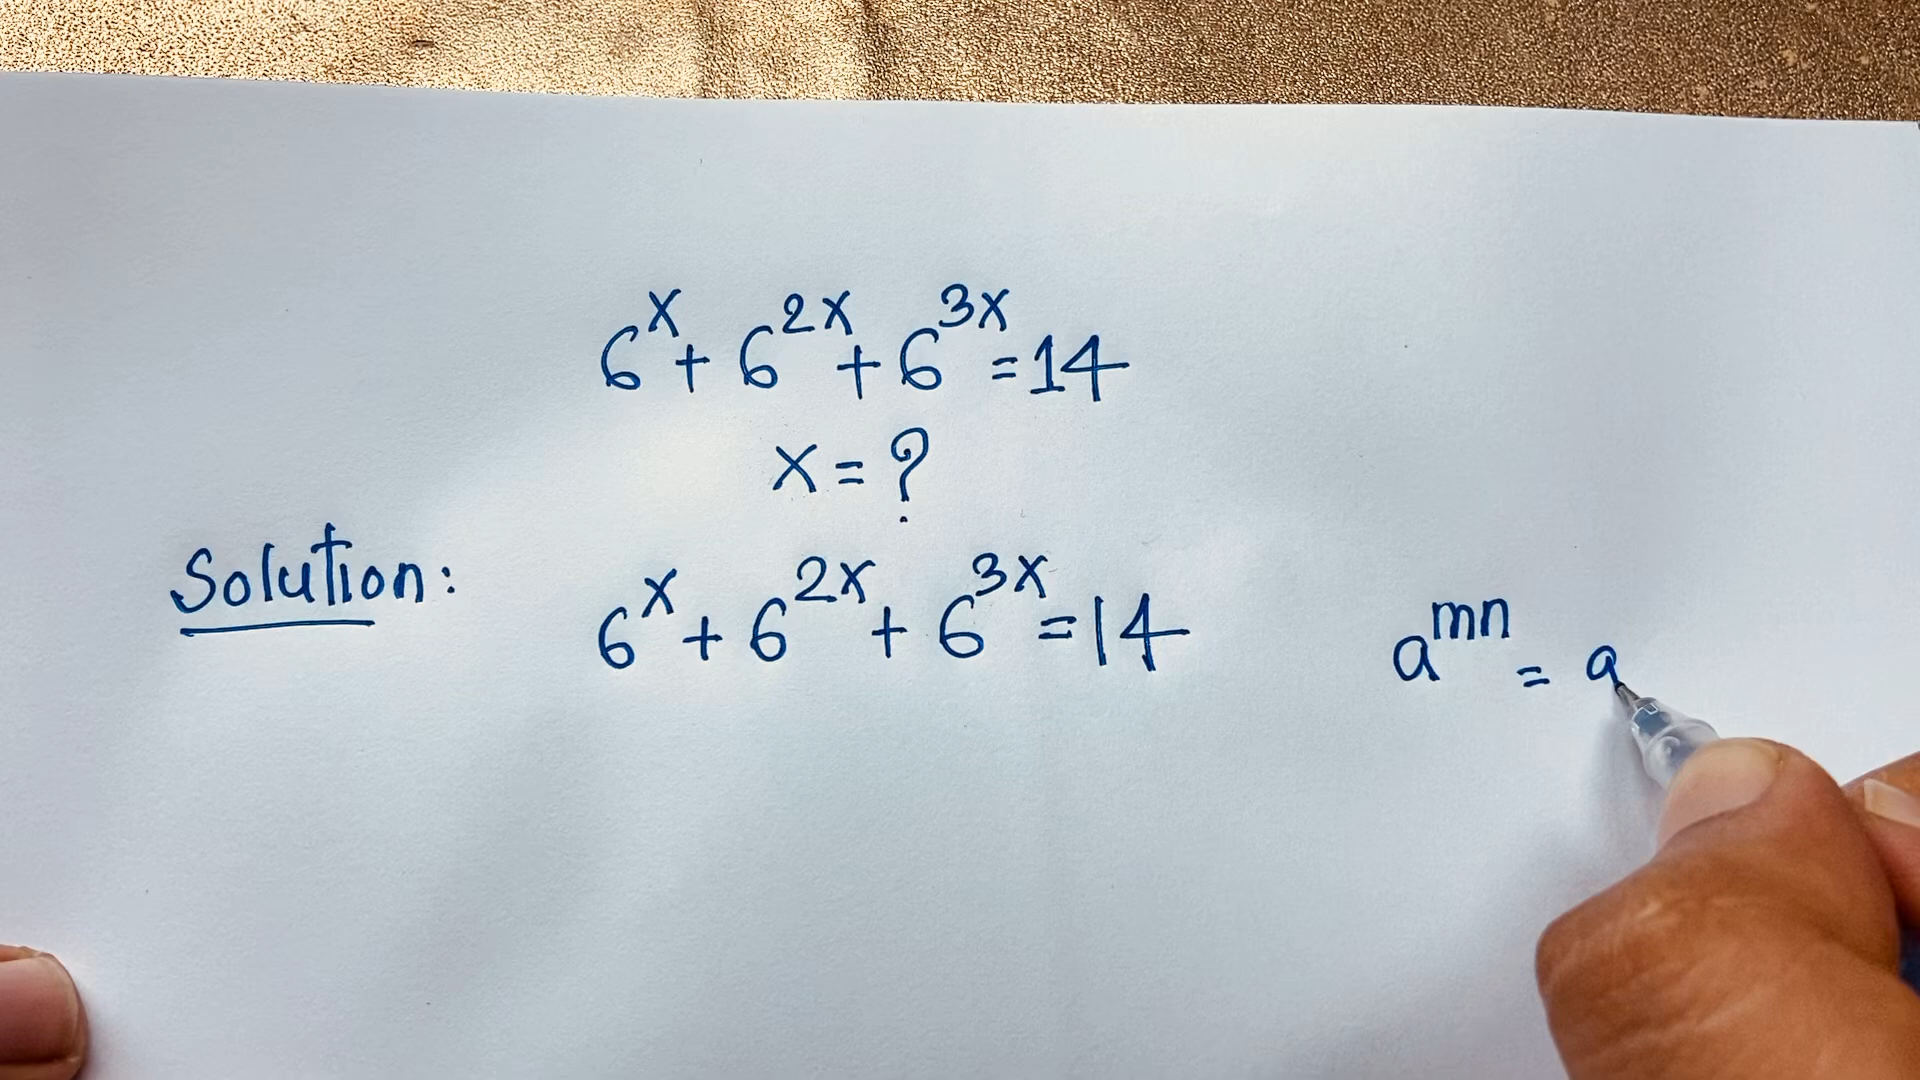 6^x + 6^{2x} + 6^{3x} = 14
x = ?
Solution: 6^x + 6^{2x} + 6^{3x} = 14
a^{mn} = a